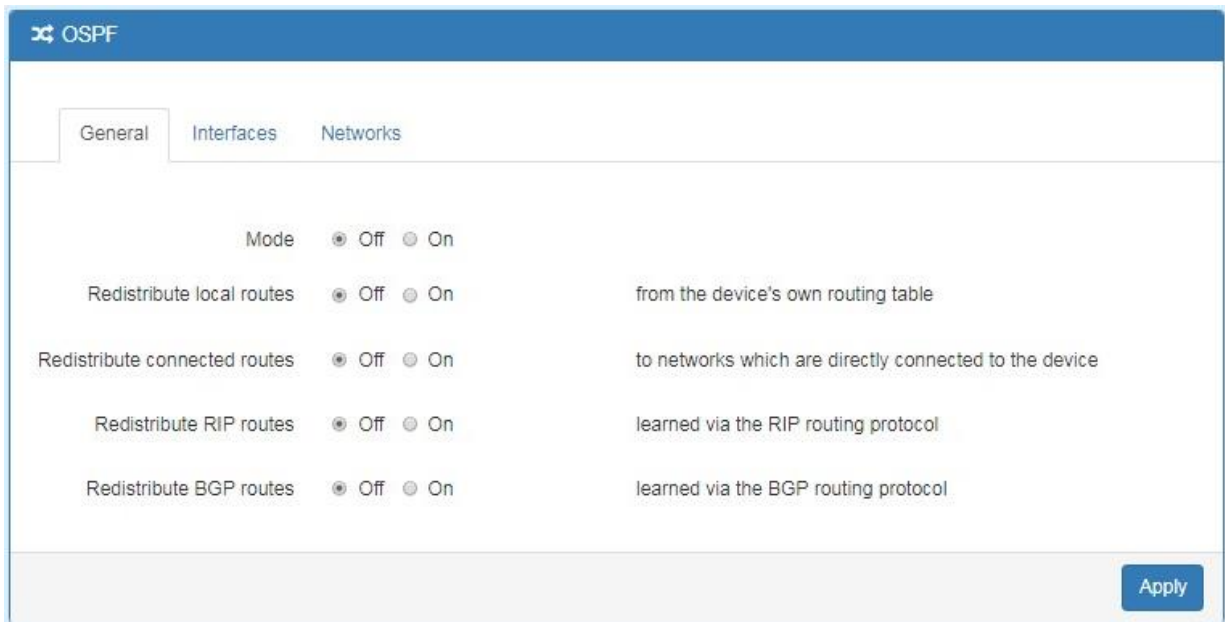 OSPF
General Interfaces Networks
Mode Off On
Redistribute local routes Off On from the device's own routing table
Redistribute connected routes Off On to networks which are directly connected to the device
Redistribute RIP routes Off On learned via the RIP routing protocol
Redistribute BGP routes Off On learned via the BGP routing protocol
Apply